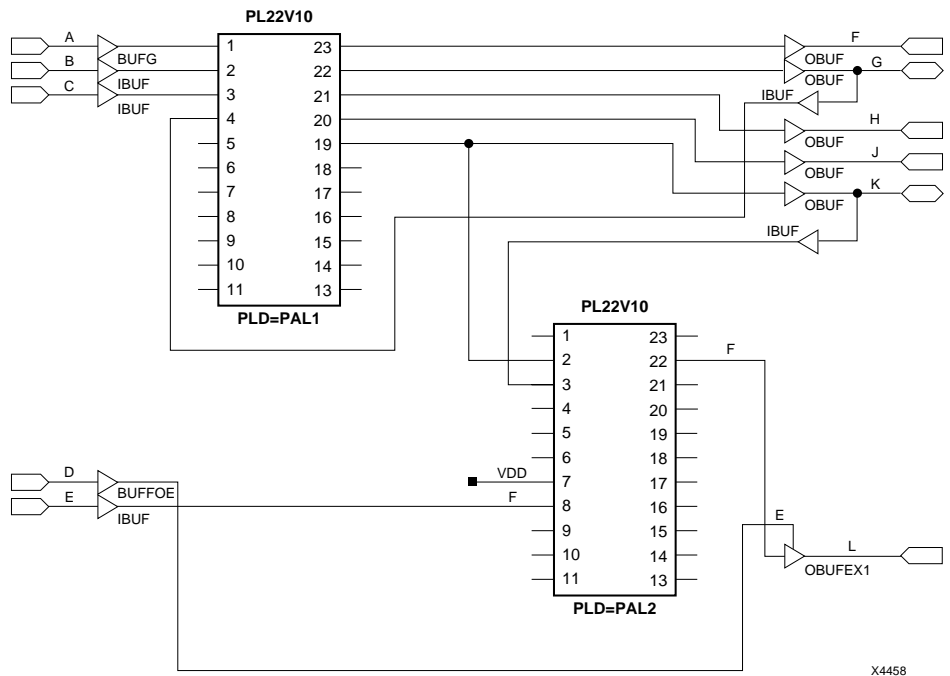 PL22V10
A
BUFG
B
IBUF
C
IBUF
1 23
2 22
3 21
4 20
5 19
6 18
7 17
8 16
9 15
10 14
11 13
PLD=PAL1
F
OBUF
G
OBUF
IBUF
H
OBUF
J
OBUF
K
OBUF
IBUF
PL22V10
1 23
2 22
3 21
4 20
5 19
6 18
7 17
8 16
9 15
10 14
11 13
PLD=PAL2
F
D
BUFFOE
E
IBUF
VDD
F
E
L
OBUFEX1
X4458